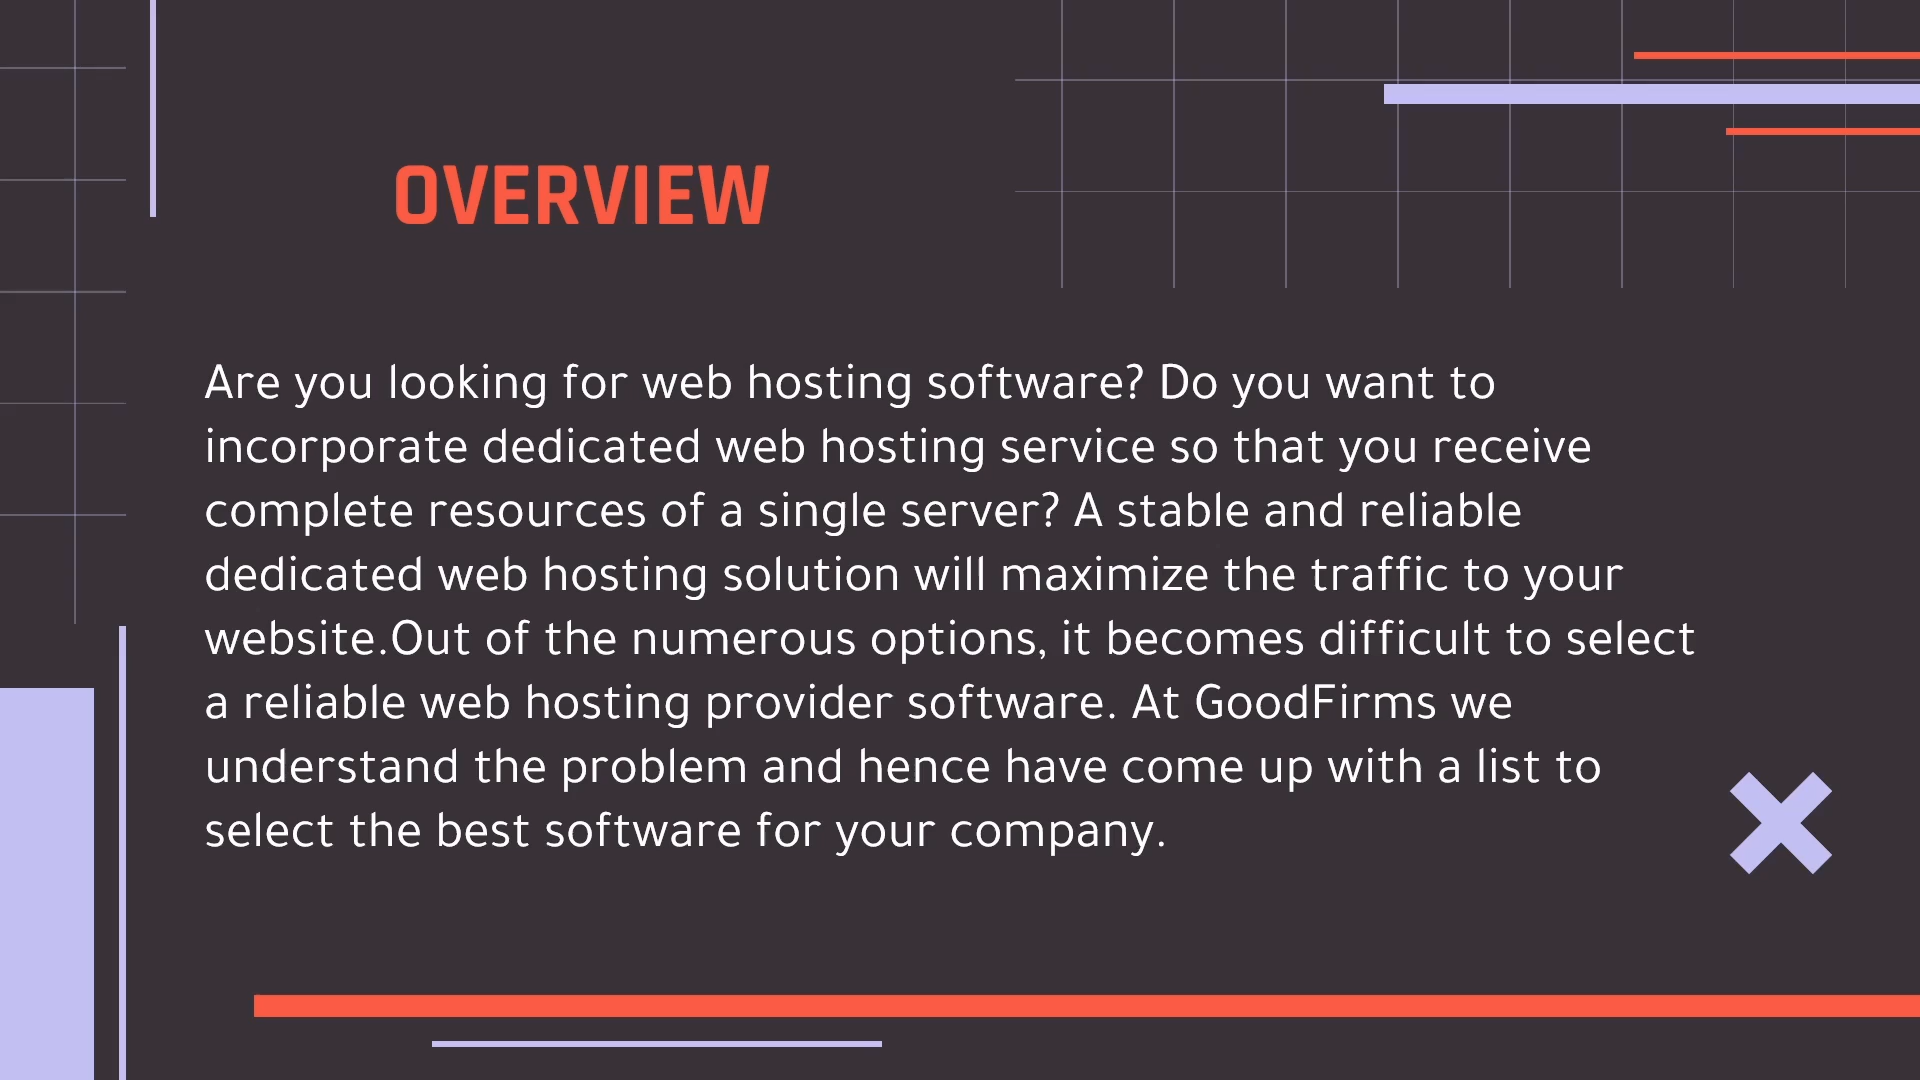 OVERVIEW
Are you looking for web hosting software? Do you want to
incorporate dedicated web hosting service so that you receive
complete resources of a single server? A stable and reliable
dedicated web hosting solution will maximize the traffic to your
website.Out of the numerous options, it becomes difficult to select
a reliable web hosting provider software. At GoodFirms we
understand the problem and hence have come up with a list to
select the best software for your company.